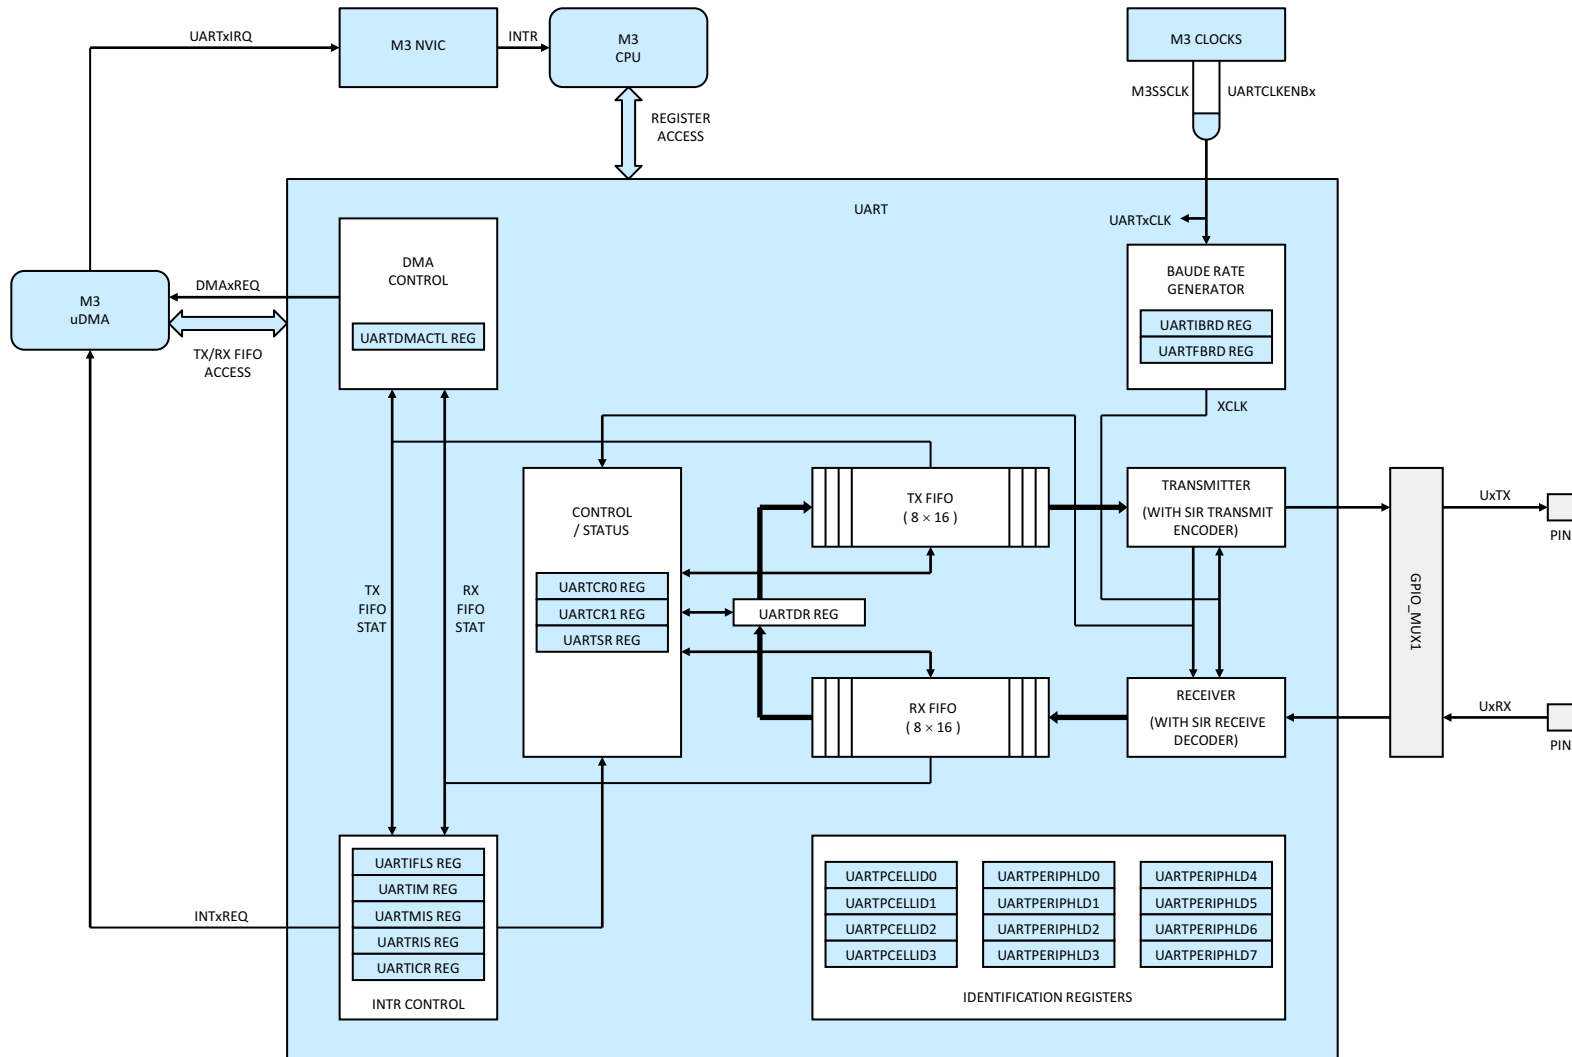 UARTxIRQ
M3 NVIC
INTR
M3
CPU
M3 CLOCKS
M3SSCLK
UARTCLKENBx
REGISTER
ACCESS
UART
UARTxCLK
DMA
CONTROL
UARTDMACTL REG
BAUDE RATE
GENERATOR
UARTIBRD REG
UARTFBRD REG
XCLK
M3
uDMA
DMAxREQ
TX/RX FIFO
ACCESS
CONTROL
/ STATUS
UARTCR0 REG
UARTCR1 REG
UARTSR REG
TX FIFO
( 8 × 16 )
TRANSMITTER
(WITH SIR TRANSMIT
ENCODER)
UxTX
PIN
GPIO_MUX1
TX
FIFO
STAT
RX
FIFO
STAT
UARTDR REG
RX FIFO
( 8 × 16 )
RECEIVER
(WITH SIR RECEIVE
DECODER)
UxRX
PIN
INTxREQ
UARTIFLS REG
UARTIM REG
UARTMIS REG
UARTRIS REG
UARTICR REG
INTR CONTROL
UARTPCELLID0
UARTPCELLID1
UARTPCELLID2
UARTPCELLID3
UARTPERIPHLD0
UARTPERIPHLD1
UARTPERIPHLD2
UARTPERIPHLD3
UARTPERIPHLD4
UARTPERIPHLD5
UARTPERIPHLD6
UARTPERIPHLD7
IDENTIFICATION REGISTERS